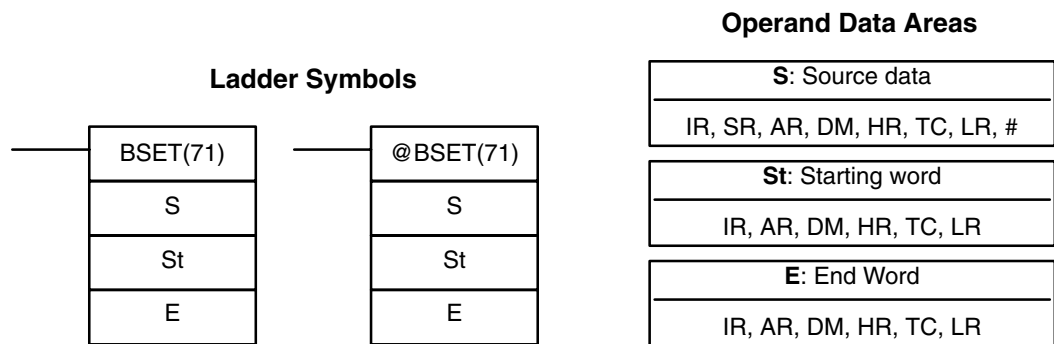 Ladder Symbols
BSET(71)
S
St
E
@BSET(71)
S
St
E
Operand Data Areas
S: Source data
IR, SR, AR, DM, HR, TC, LR, #
St: Starting word
IR, AR, DM, HR, TC, LR
E: End Word
IR, AR, DM, HR, TC, LR